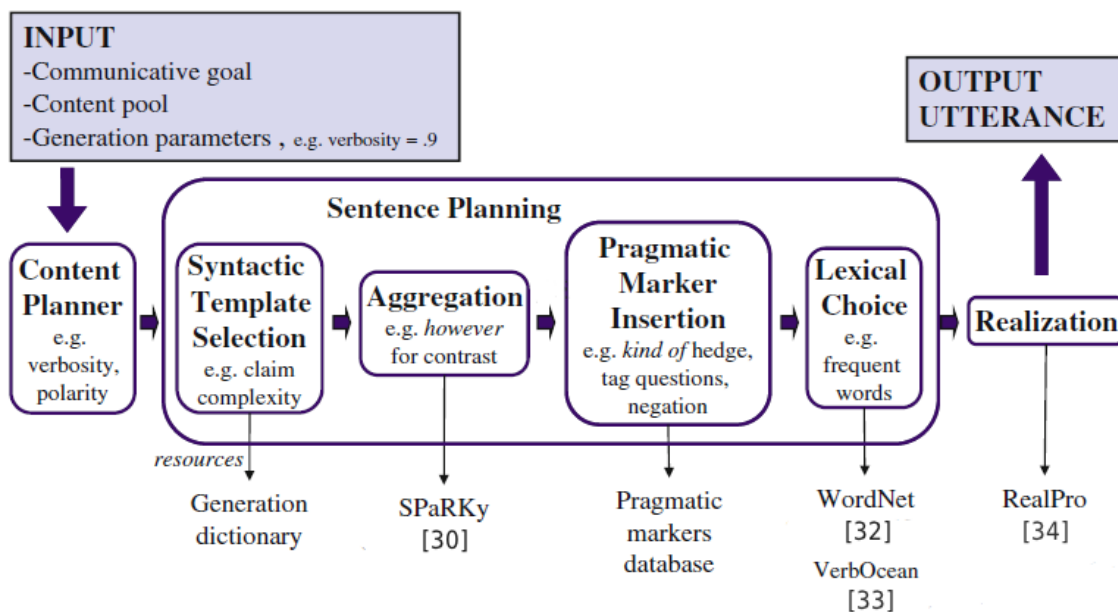 INPUT
-Communicative goal
-Content pool
-Generation parameters , e.g. verbosity = .9
OUTPUT
UTTERANCE
Sentence Planning
Content
Planner
e.g.
verbosity,
polarity
Syntactic
Template
Selection
e.g. claim
complexity
Aggregation
e.g. however
for contrast
Pragmatic
Marker
Insertion
e.g. kind of hedge,
tag questions,
negation
Lexical
Choice
e.g.
frequent
words
Realization
resources
Generation
dictionary
SPaRKy
[30]
Pragmatic
markers
database
WordNet
[32]
VerbOcean
[33]
RealPro
[34]